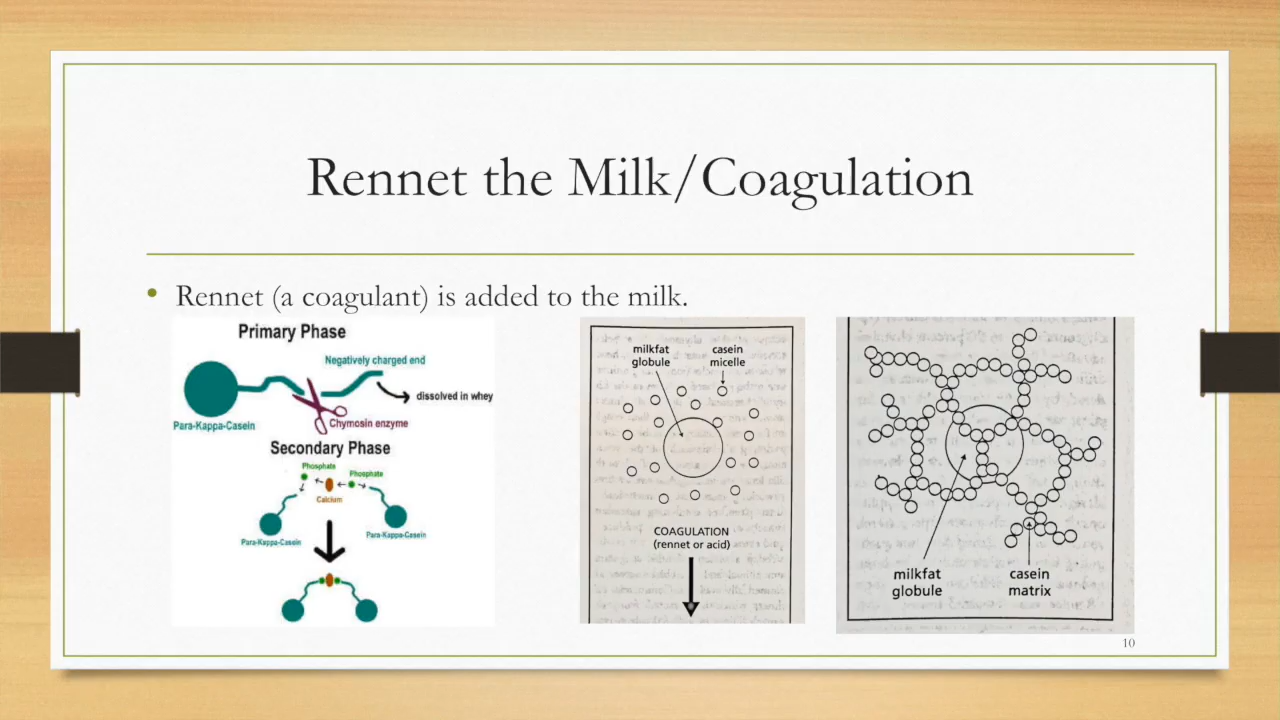 Rennet the Milk/Coagulation
• Rennet (a coagulant) is added to the milk.
Primary Phase
Negatively charged end
dissolved in whey
Para-Kappa-Casein
Chymosin enzyme
Secondary Phase
Phosphate
Phosphate
Calcium
Para-Kappa-Casein
Para-Kappa-Casein
milkfat
globule
casein
micelle
COAGULATION
(rennet or acid)
milkfat
globule
casein
matrix
10